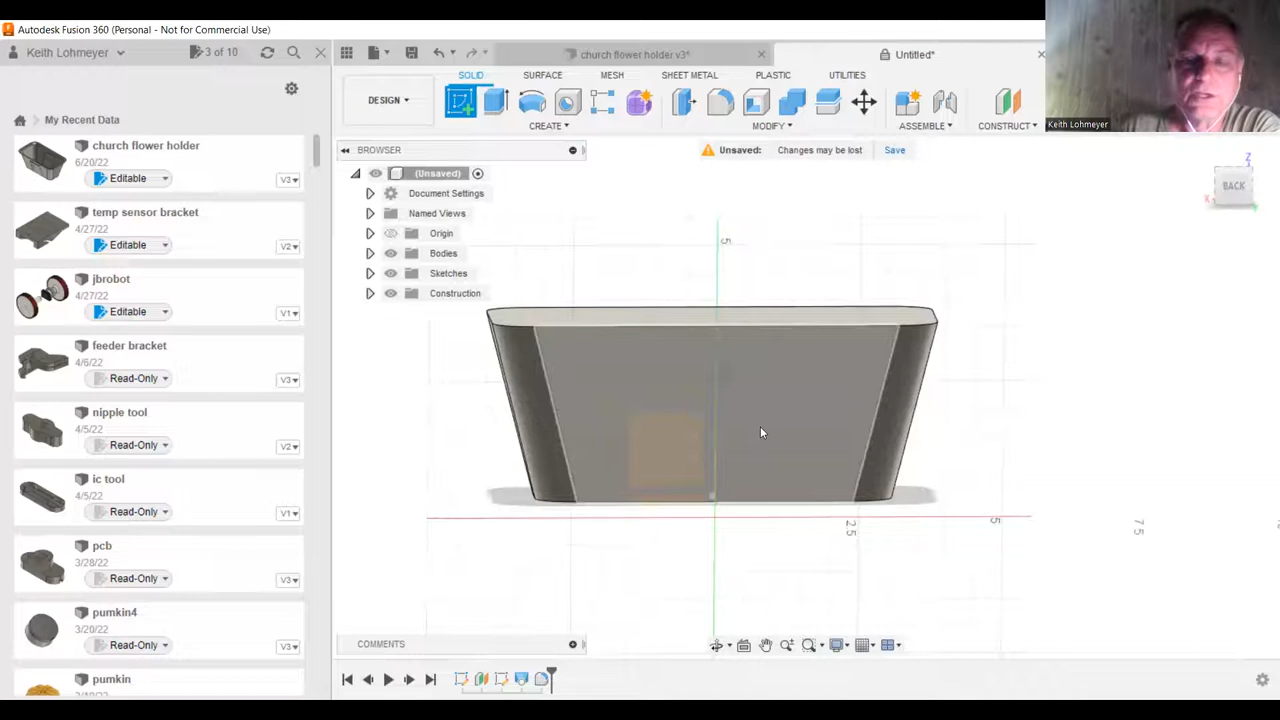 Autodesk Fusion 360 (Personal - Not for Commercial Use)
Keith Lohmeyer
3 of 10
church flower holder v3*
Untitled*
Keith Lohmeyer
SOLID
SURFACE
MESH
SHEET METAL
PLASTIC
UTILITIES
DESIGN
CREATE
MODIFY
ASSEMBLE
CONSTRUCT
My Recent Data
BROWSER
Unsaved: Changes may be lost Save
(Unsaved)
Document Settings
Named Views
Origin
Bodies
Sketches
Construction
church flower holder
6/20/22
Editable
V3
temp sensor bracket
4/27/22
Editable
V2
jbrobot
4/27/22
Editable
V1
feeder bracket
4/6/22
Read-Only
V3
nipple tool
4/5/22
Read-Only
V2
ic tool
4/5/22
Read-Only
V1
pcb
3/28/22
Read-Only
V3
pumkin4
3/20/22
Read-Only
V3
pumkin
Z
BACK
X
5
2.5
5
7.5
COMMENTS